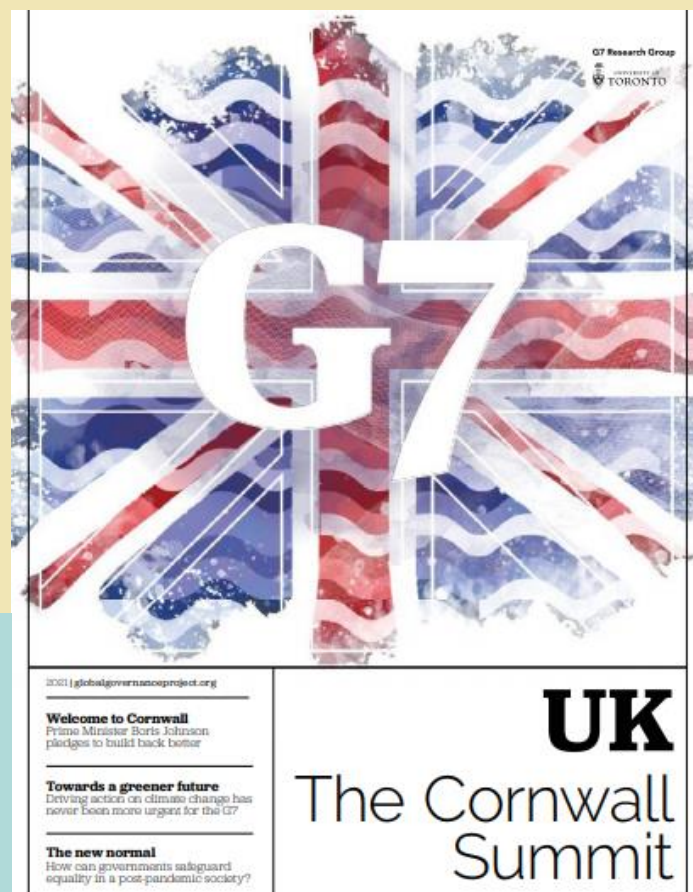 G7 Research Group
UNIVERSITY OF
TORONTO
G7
2021 | globalgovernanceproject.org
Welcome to Cornwall
Prime Minister Boris Johnson
pledges to build back better
Towards a greener future
Driving action on climate change has
never been more urgent for the G7
The new normal
How can governments safeguard
equality in a post-pandemic society?
UK
The Cornwall
Summit